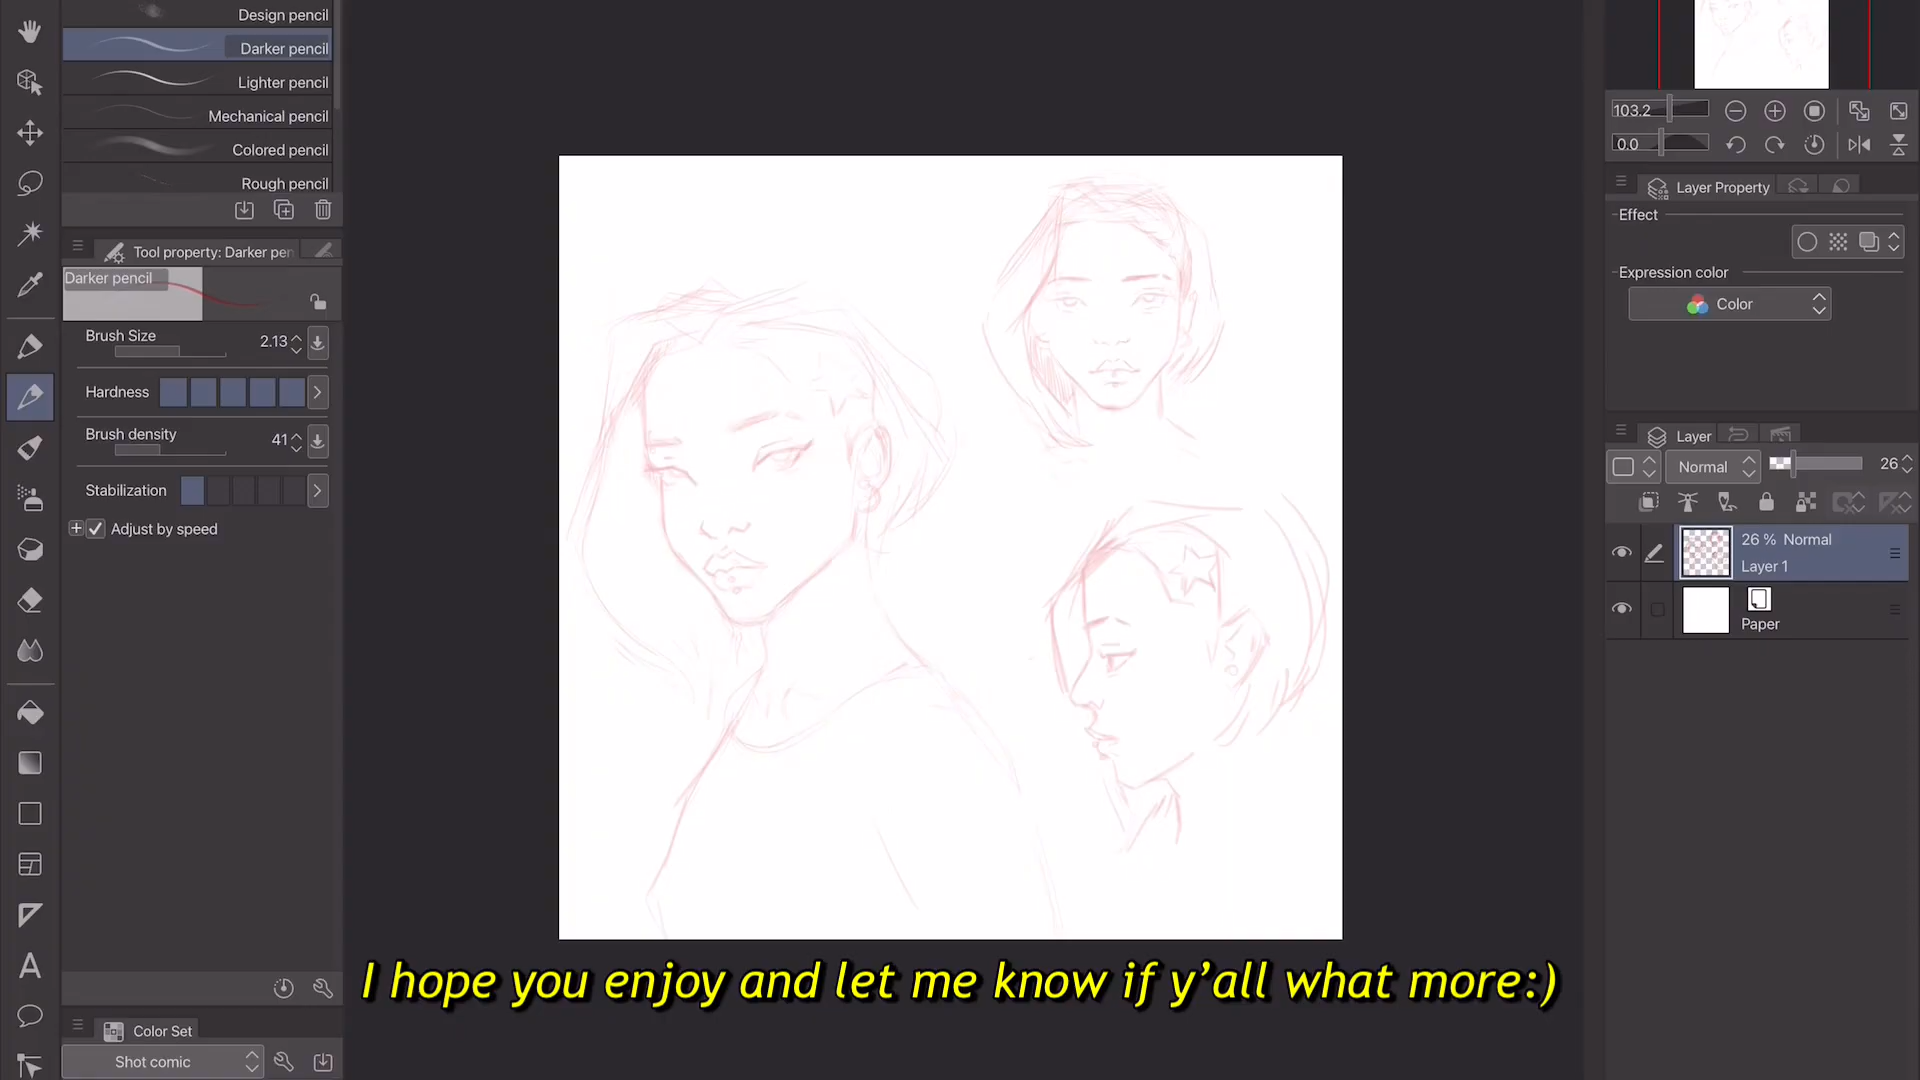 Design pencil
Darker pencil
Lighter pencil
Mechanical pencil
Colored pencil
Rough pencil
Tool property: Darker pen
Darker pencil
Brush Size 2.13
Hardness
Brush density 41
Stabilization
Adjust by speed
Color Set
Shot comic
I hope you enjoy and let me know if y’all what more:)
103.2
0.0
Layer Property
Effect
Expression color
Color
Layer
Normal 26
26 % Normal
Layer 1
Paper